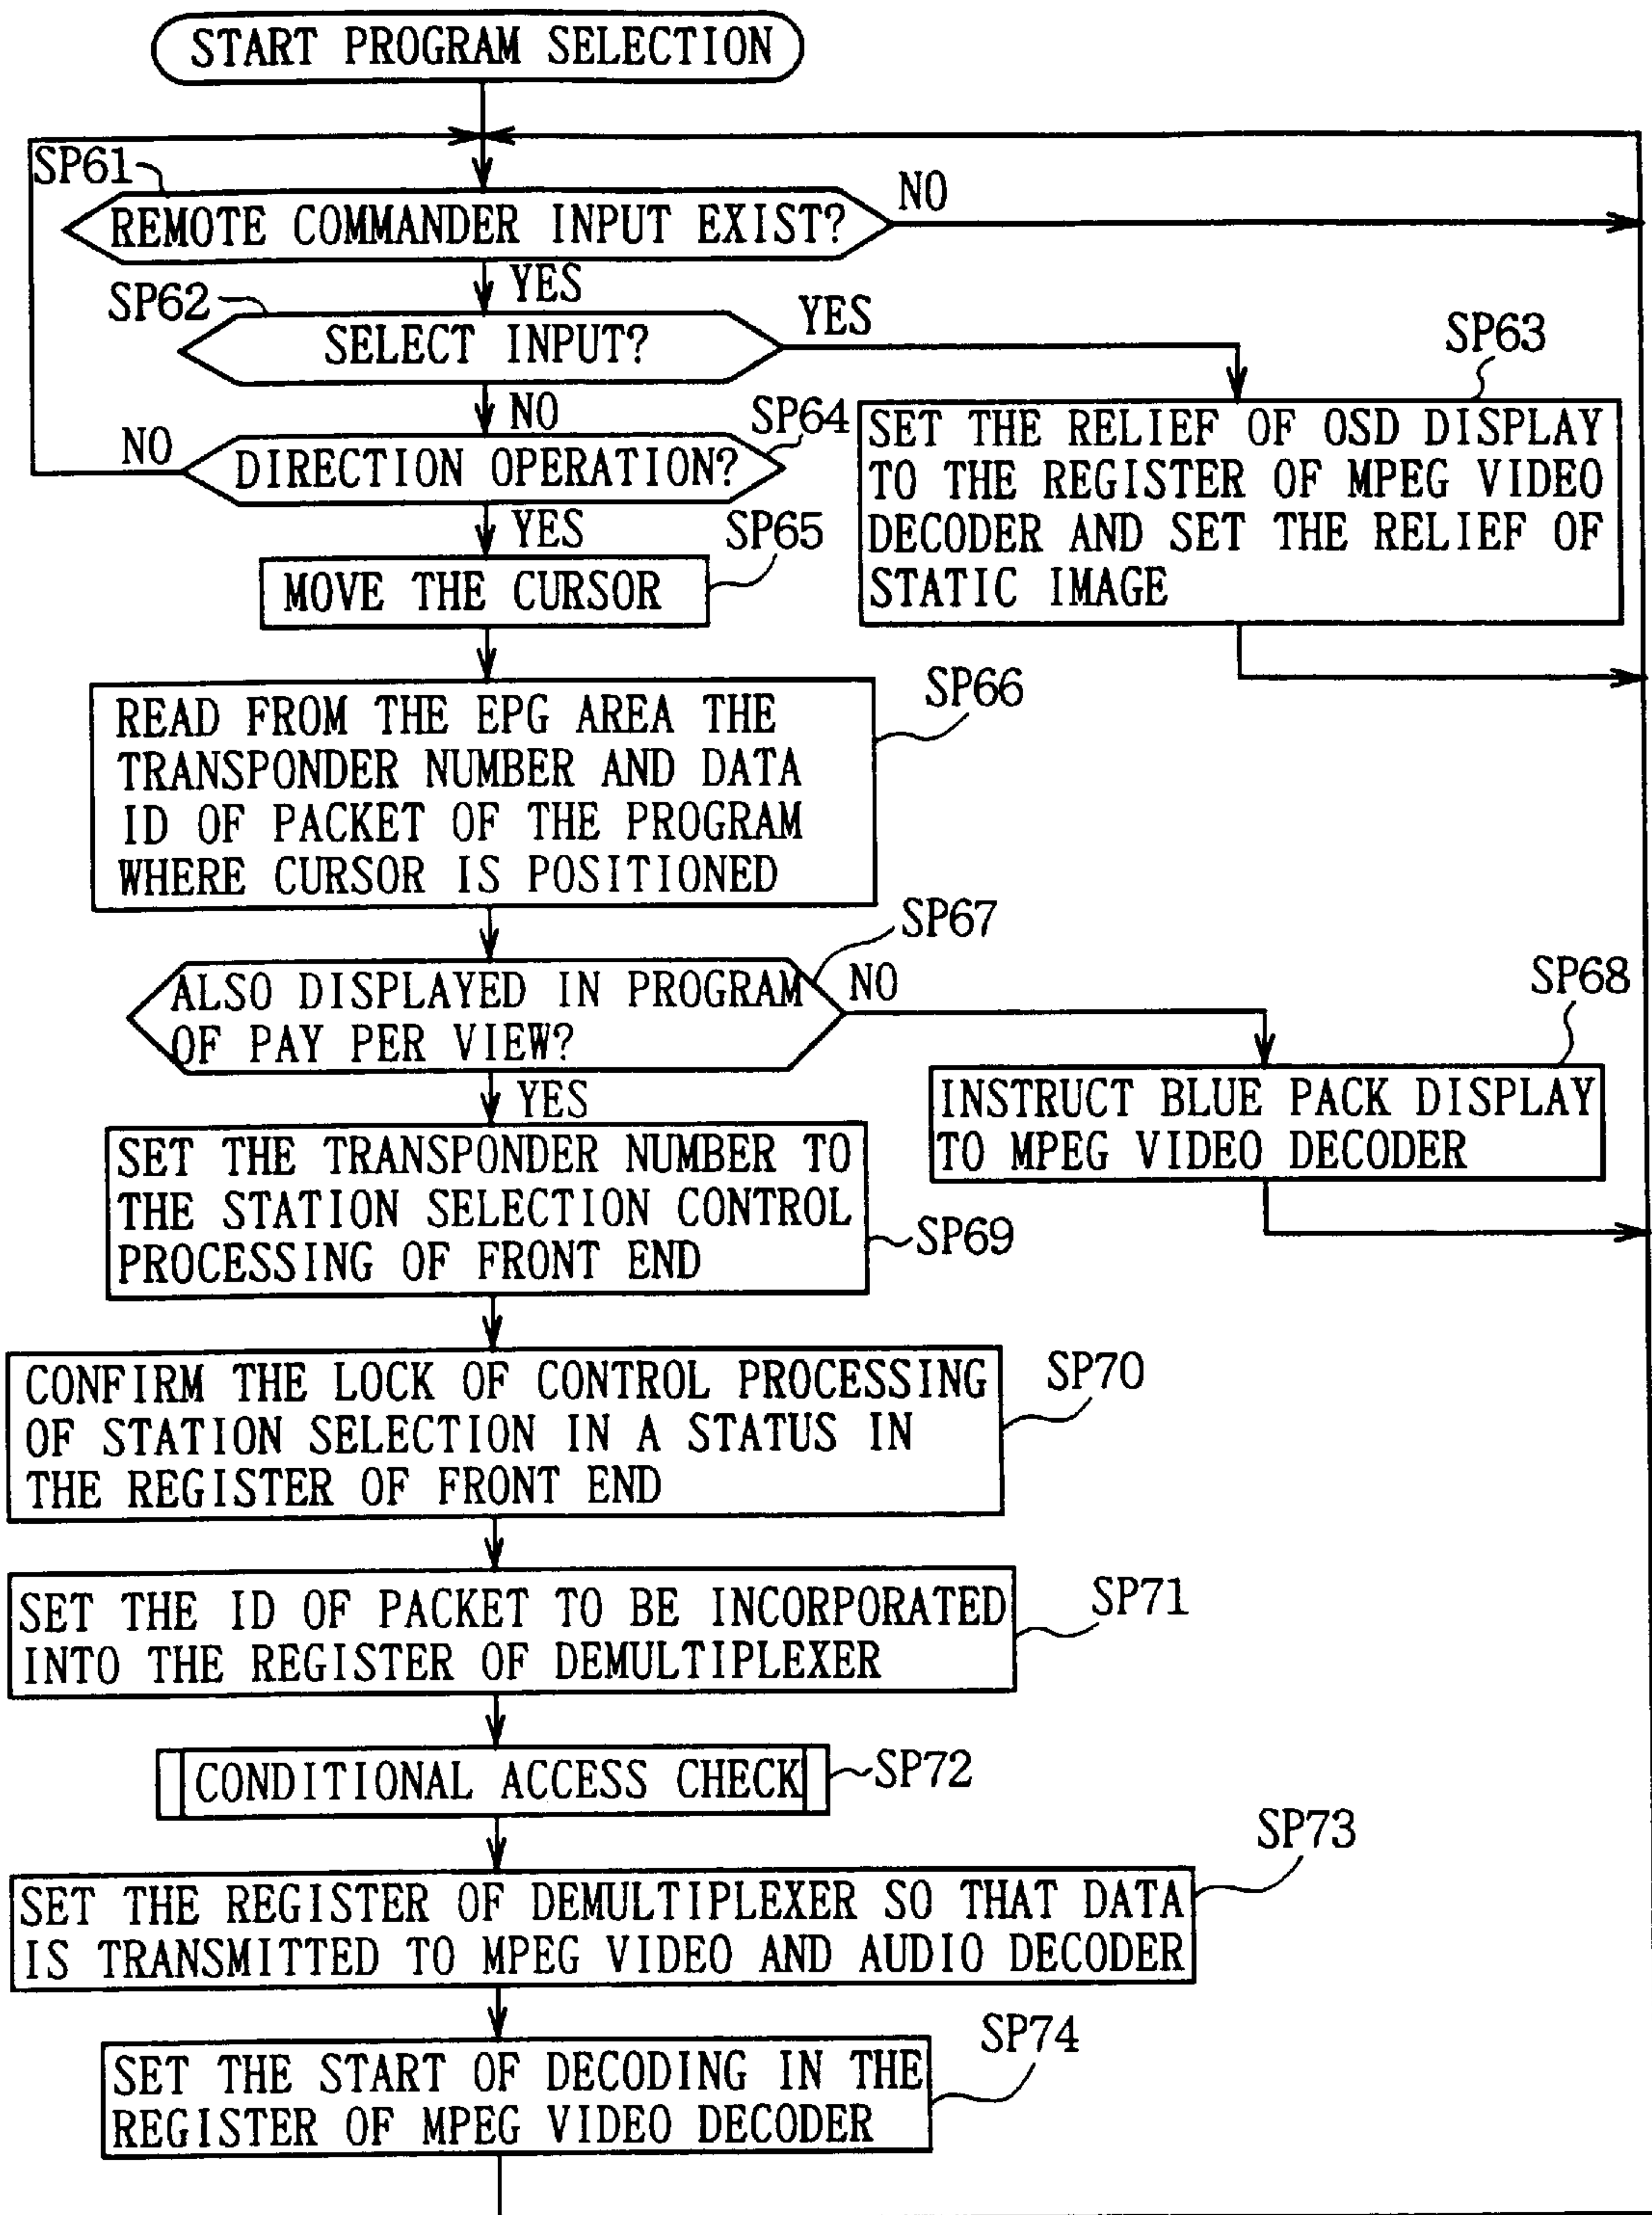 START PROGRAM SELECTION
SP61
REMOTE COMMANDER INPUT EXIST?
NO
YES
SP62
SELECT INPUT?
YES
NO
SP63
SET THE RELIEF OF OSD DISPLAY
TO THE REGISTER OF MPEG VIDEO
DECODER AND SET THE RELIEF OF
STATIC IMAGE
SP64
NO
DIRECTION OPERATION?
YES
SP65
MOVE THE CURSOR
SP66
READ FROM THE EPG AREA THE
TRANSPONDER NUMBER AND DATA
ID OF PACKET OF THE PROGRAM
WHERE CURSOR IS POSITIONED
SP67
ALSO DISPLAYED IN PROGRAM
OF PAY PER VIEW?
NO
YES
SP68
INSTRUCT BLUE PACK DISPLAY
TO MPEG VIDEO DECODER
SET THE TRANSPONDER NUMBER TO
THE STATION SELECTION CONTROL
PROCESSING OF FRONT END
SP69
CONFIRM THE LOCK OF CONTROL PROCESSING
OF STATION SELECTION IN A STATUS IN
THE REGISTER OF FRONT END
SP70
SET THE ID OF PACKET TO BE INCORPORATED
INTO THE REGISTER OF DEMULTIPLEXER
SP71
CONDITIONAL ACCESS CHECK
SP72
SP73
SET THE REGISTER OF DEMULTIPLEXER SO THAT DATA
IS TRANSMITTED TO MPEG VIDEO AND AUDIO DECODER
SP74
SET THE START OF DECODING IN THE
REGISTER OF MPEG VIDEO DECODER